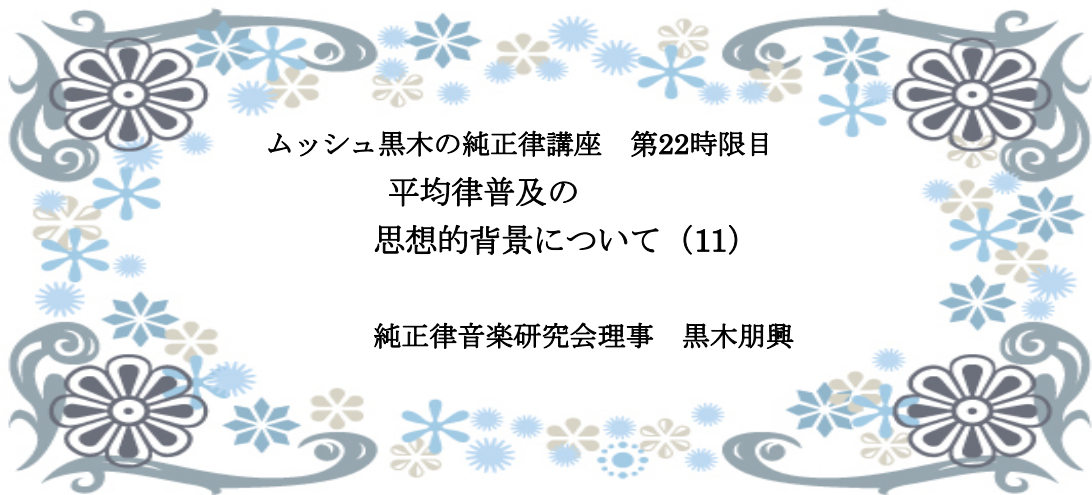 ムッシュ黒木の純正律講座　第22時限目
平均律普及の
思想的背景について（11）
純正律音楽研究会理事　黒木朋興